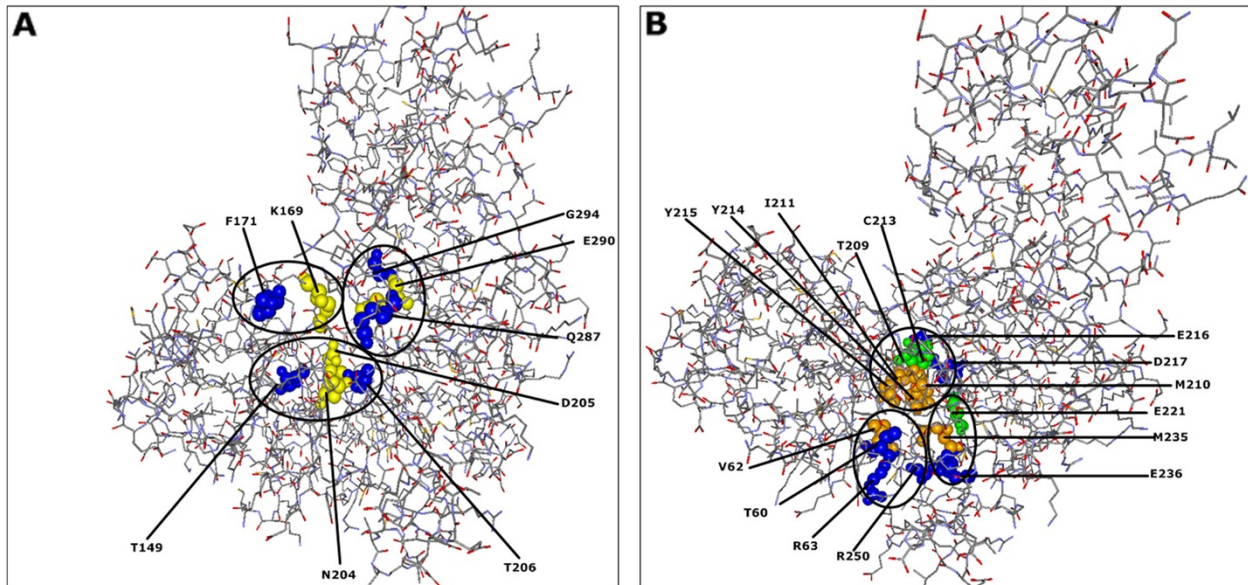 A
K169
F171
G294
E290
Q287
D205
T149
N204
T206
B
I211
Y214
C213
Y215
T209
E216
D217
M210
E221
M235
V62
E236
T60
R63
R250